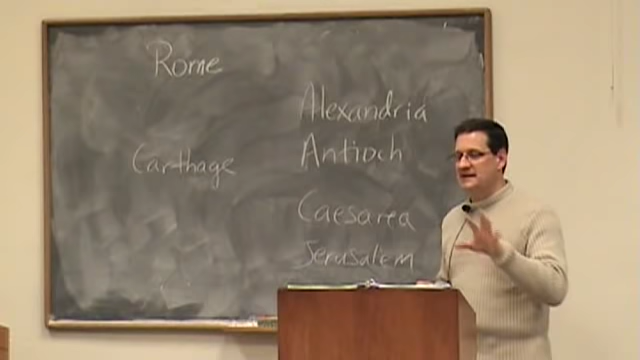 Rome
Alexandria
Carthage
Antioch
Caesarea
Jerusalem